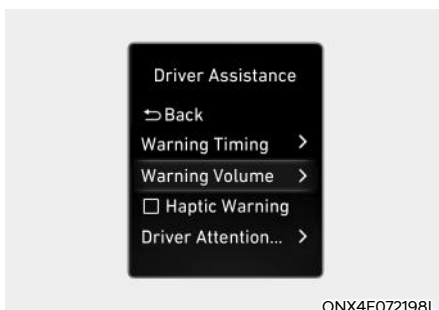 Driver Assistance
⮌Back
Warning Timing >
Warning Volume >
☐ Haptic Warning
Driver Attention... >
ONX4E072198L